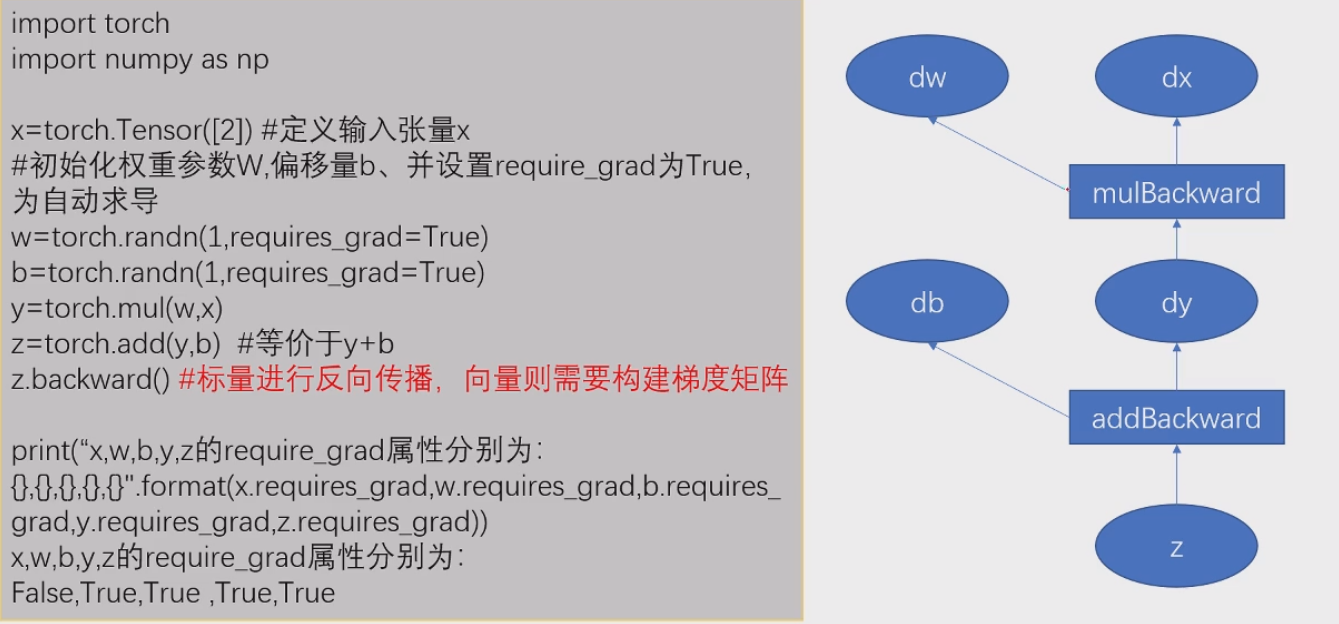 import torch
import numpy as np
x=torch.Tensor([2]) #定义输入张量x
#初始化权重参数W,偏移量b、并设置require_grad为True,
为自动求导
w=torch.randn(1,requires_grad=True)
b=torch.randn(1,requires_grad=True)
y=torch.mul(w,x)
z=torch.add(y,b)  #等价于y+b
z.backward() #标量进行反向传播，向量则需要构建梯度矩阵
print(“x,w,b,y,z的require_grad属性分别为：
{},{},{},{},{}".format(x.requires_grad,w.requires_grad,b.requires_
grad,y.requires_grad,z.requires_grad))
x,w,b,y,z的require_grad属性分别为：
False,True,True ,True,True
dw
dx
mulBackward
db
dy
addBackward
z